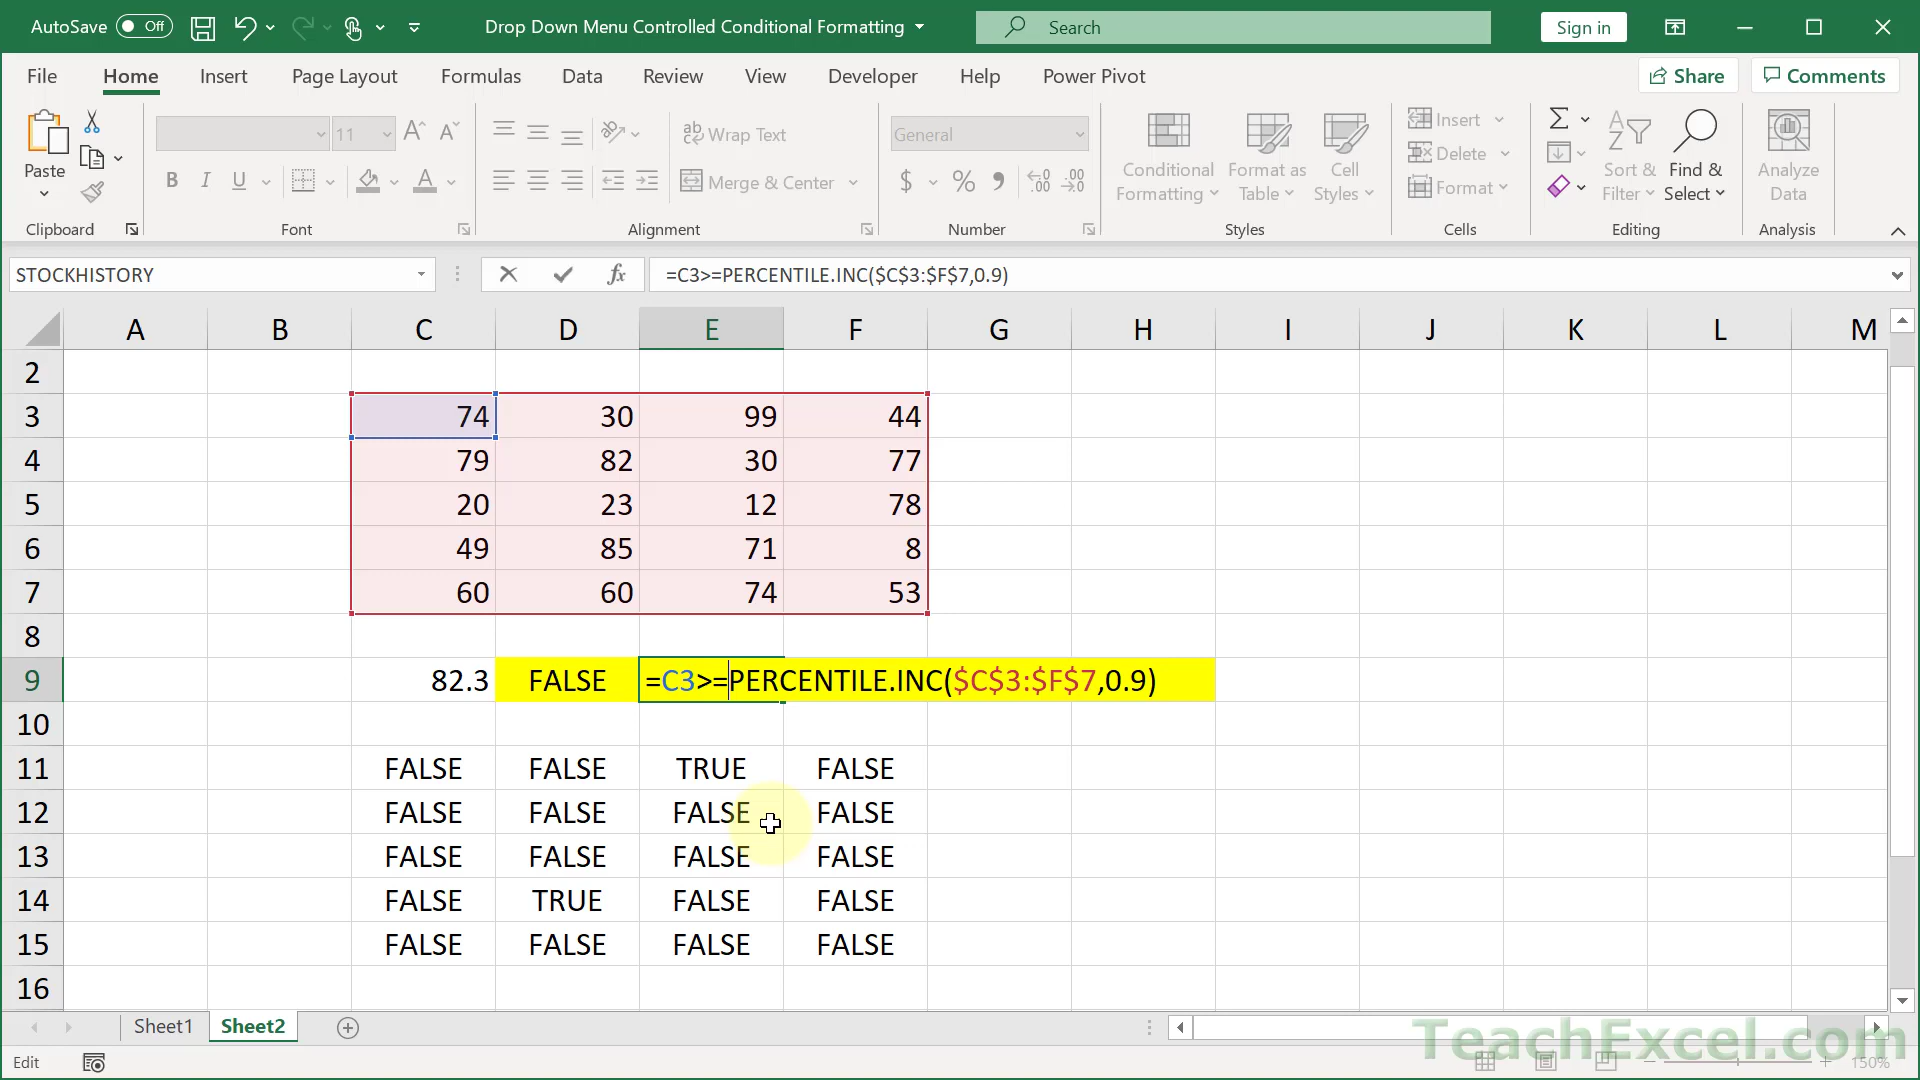 AutoSave Off Drop Down Menu Controlled Conditional Formatting Search Sign in
File Home Insert Page Layout Formulas Data Review View Developer Help Power Pivot Share Comments
Paste
11
B I U
A A
A
ab Wrap Text
Merge & Center
General
$ % 9
Conditional Formatting
Format as Table
Cell Styles
Insert
Delete
Format
Sort & Filter
Find & Select
Analyze Data
Clipboard Font Alignment Number Styles Cells Editing Analysis
STOCKHISTORY fx =C3>=PERCENTILE.INC($C$3:$F$7,0.9)
A B C D E F G H I J K L M
2
3 74 30 99 44
4 79 82 30 77
5 20 23 12 78
6 49 85 71 8
7 60 60 74 53
8
9 82.3 FALSE =C3>=PERCENTILE.INC($C$3:$F$7,0.9)
10
11 FALSE FALSE TRUE FALSE
12 FALSE FALSE FALSE FALSE
13 FALSE FALSE FALSE FALSE
14 FALSE TRUE FALSE FALSE
15 FALSE FALSE FALSE FALSE
16
Sheet1 Sheet2
TeachExcel.com
Edit 150%